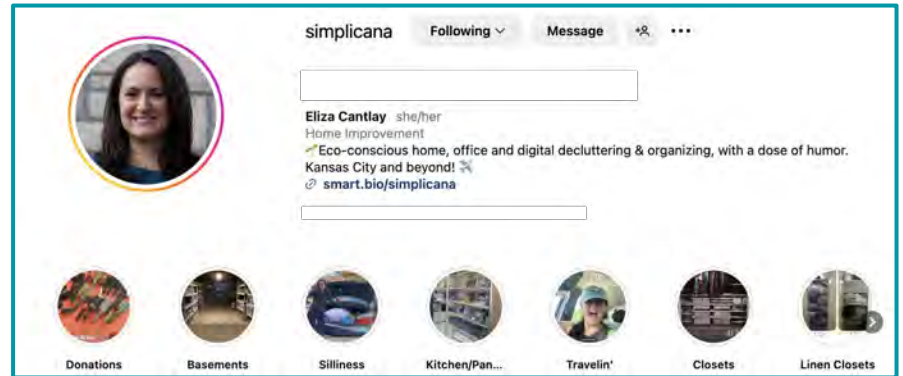 simplicana Following Message
Eliza Cantlay she/her
Home Improvement
🌱Eco-conscious home, office and digital decluttering & organizing, with a dose of humor.
Kansas City and beyond! ✈️
smart.bio/simplicana
Donations Basements Silliness Kitchen/Pan... Travelin' Closets Linen Closets